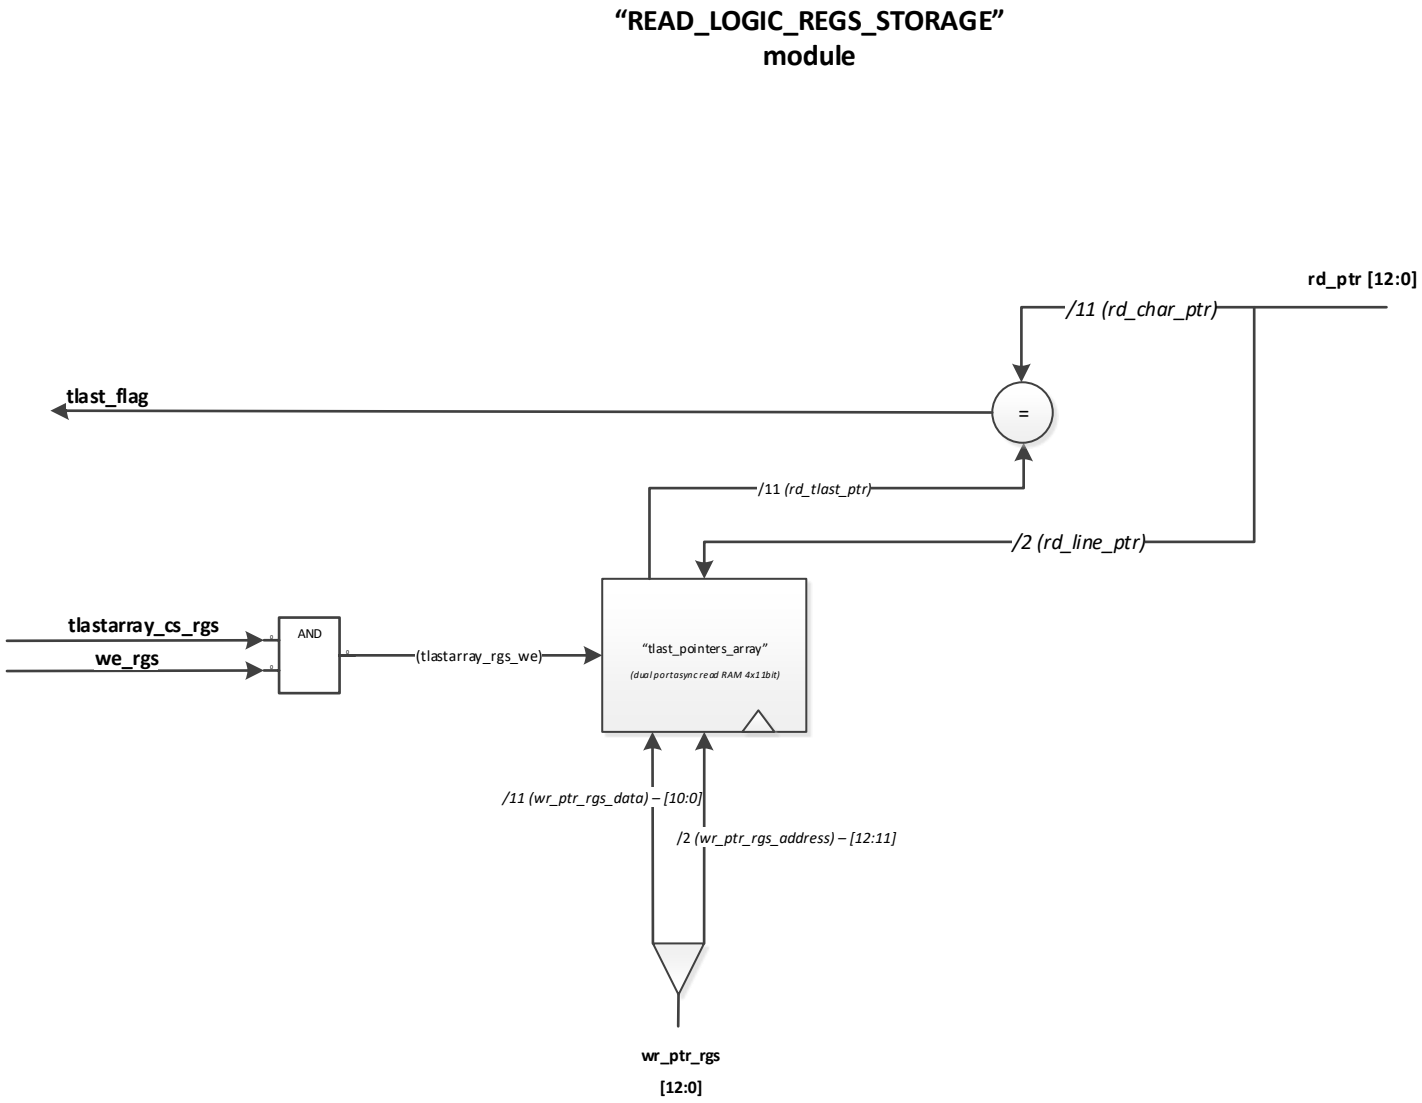 “READ_LOGIC_REGS_STORAGE”
module
rd_ptr [12:0]
/11 (rd_char_ptr)
tlast_flag
=
/11 (rd_tlast_ptr)
/2 (rd_line_ptr)
tlastarray_cs_rgs
AND
we_rgs
(tlastarray_rgs_we)
“tlast_pointers_array”
(dual port async read RAM 4x11bit)
/11 (wr_ptr_rgs_data) – [10:0]
/2 (wr_ptr_rgs_address) – [12:11]
wr_ptr_rgs
[12:0]